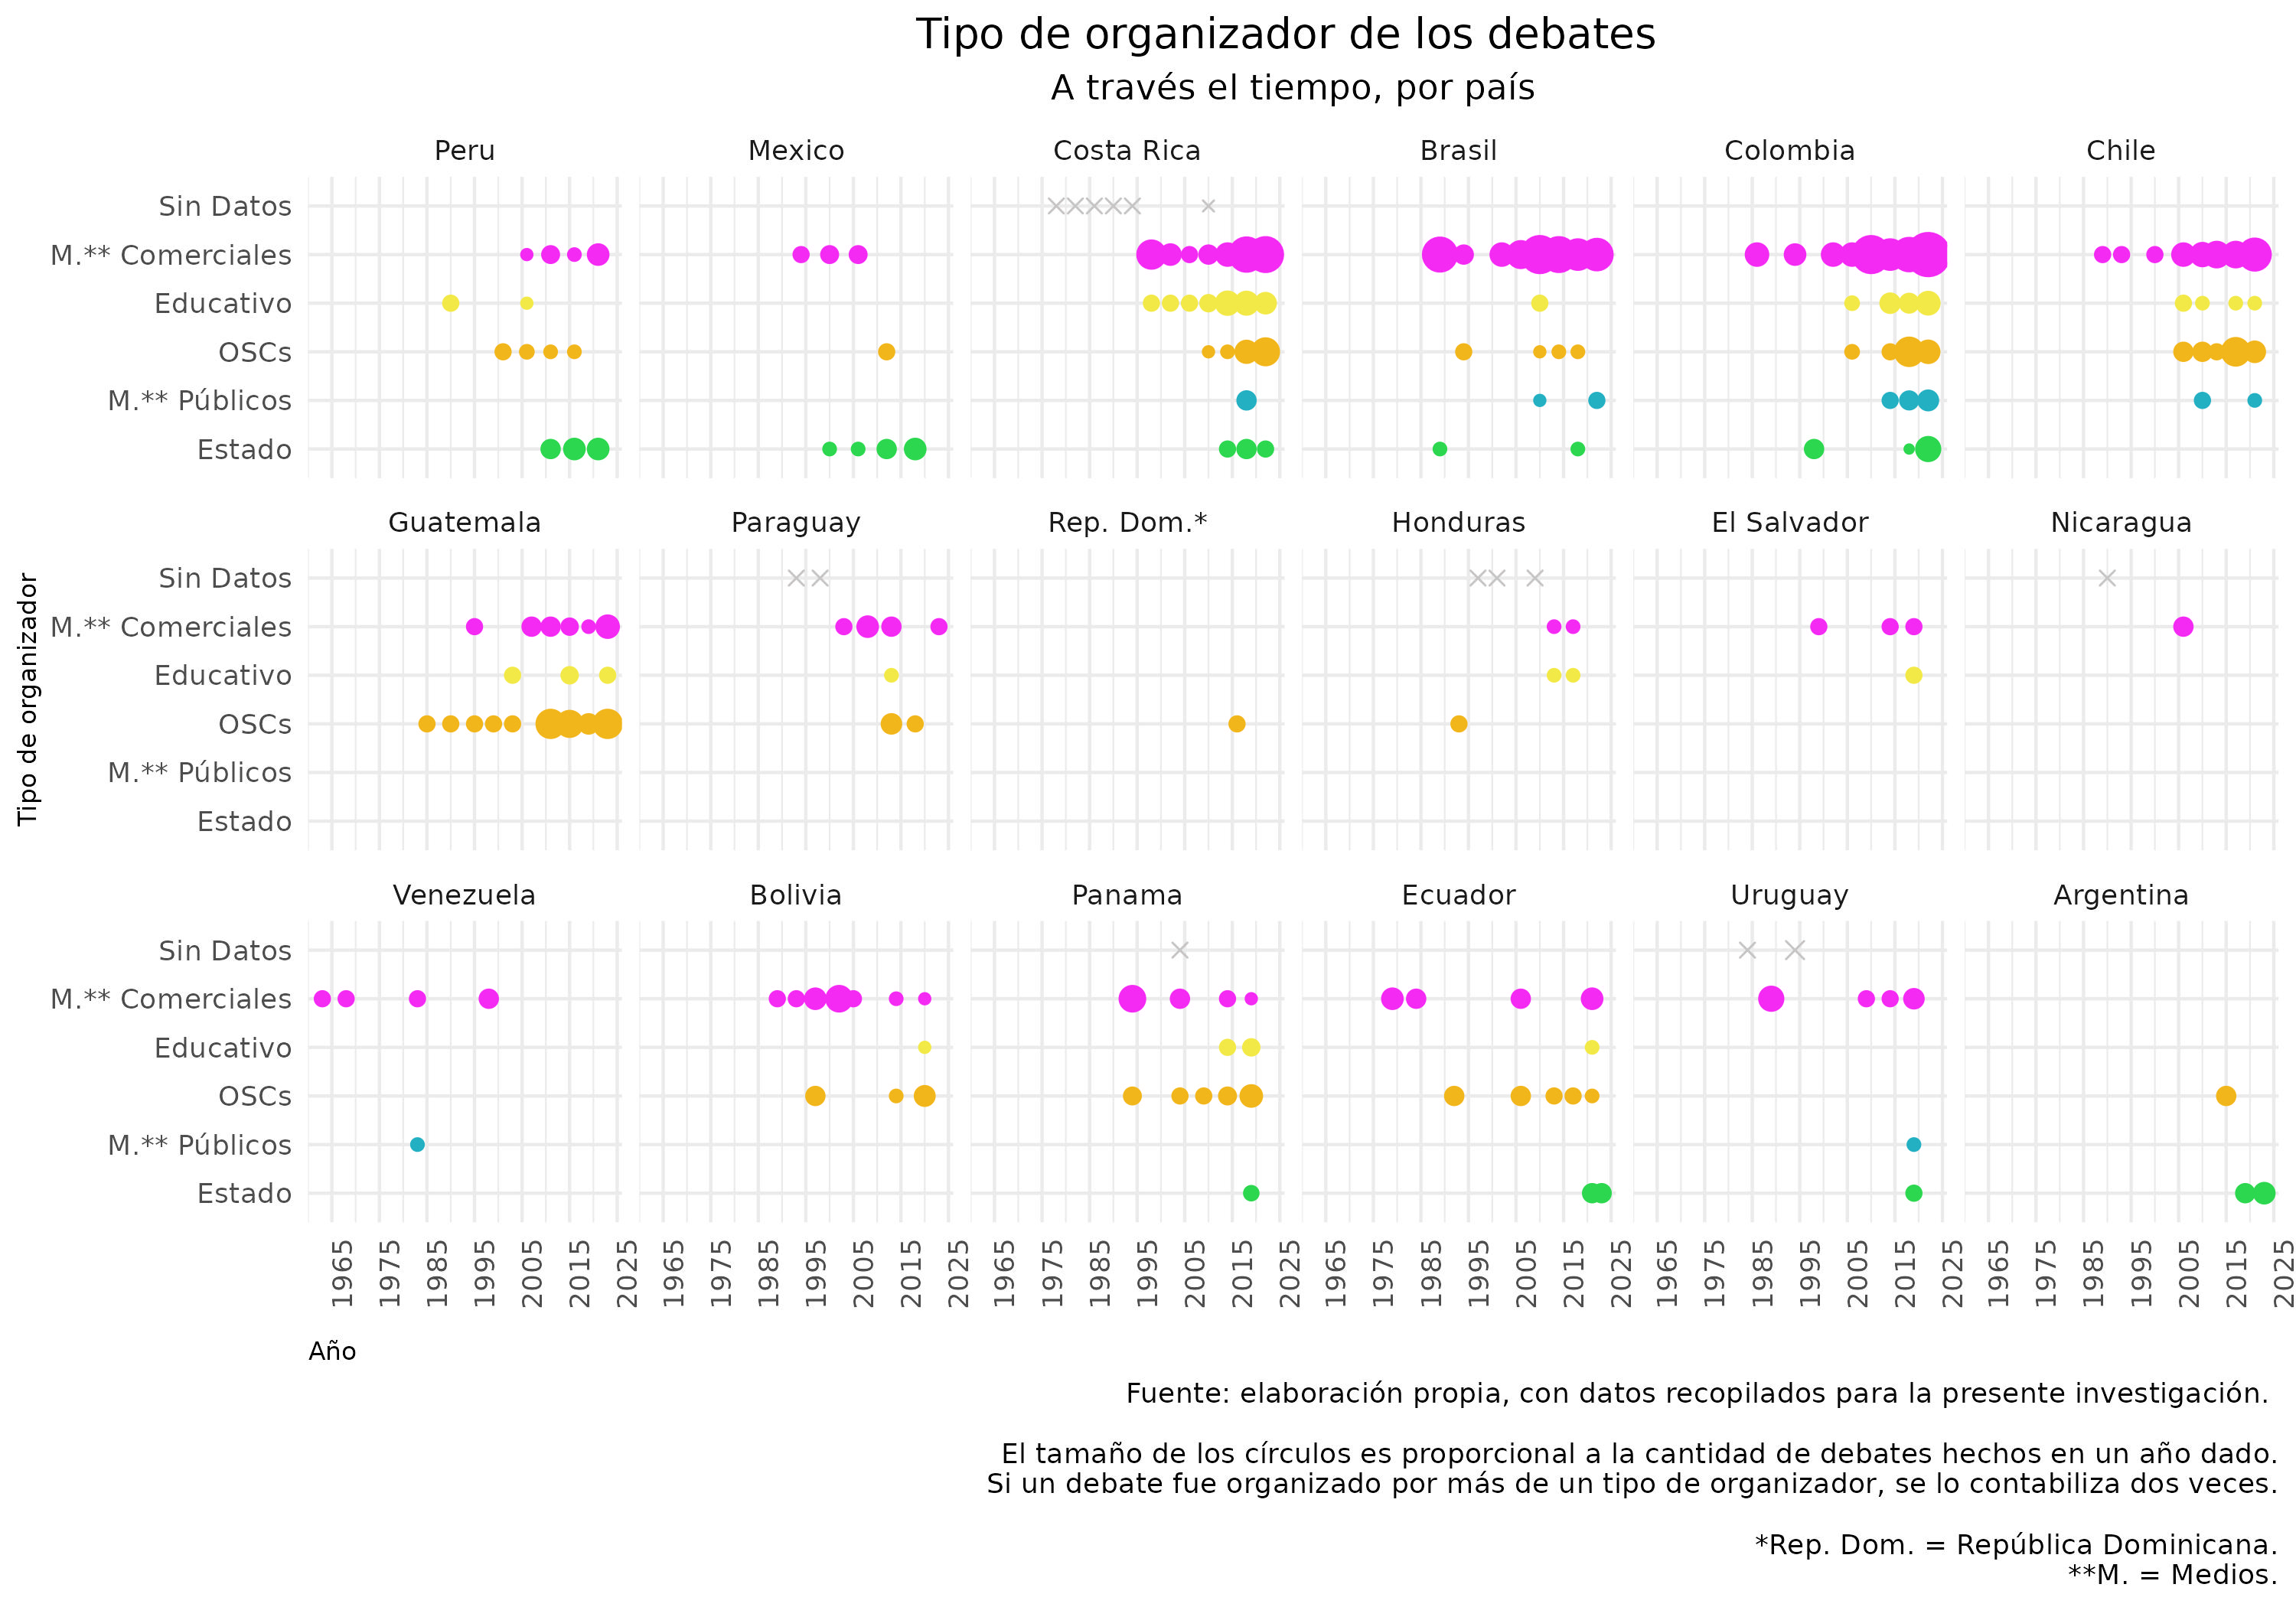 Tipo de organizador de los debates
A través el tiempo, por país
Peru
Mexico
Costa Rica
Brasil
Colombia
Chile
Sin Datos
M.** Comerciales
Educativo
OSCs
M.** Públicos
Estado
Guatemala
Paraguay
Rep. Dom.*
Honduras
El Salvador
Nicaragua
Tipo de organizador
Sin Datos
M.** Comerciales
Educativo
OSCs
M.** Públicos
Estado
Venezuela
Bolivia
Panama
Ecuador
Uruguay
Argentina
Sin Datos
M.** Comerciales
Educativo
OSCs
M.** Públicos
Estado
1965 1975 1985 1995 2005 2015 2025
1965 1975 1985 1995 2005 2015 2025
1965 1975 1985 1995 2005 2015 2025
1965 1975 1985 1995 2005 2015 2025
1965 1975 1985 1995 2005 2015 2025
1965 1975 1985 1995 2005 2015 2025
Año
Fuente: elaboración propia, con datos recopilados para la presente investigación.
El tamaño de los círculos es proporcional a la cantidad de debates hechos en un año dado.
Si un debate fue organizado por más de un tipo de organizador, se lo contabiliza dos veces.
*Rep. Dom. = República Dominicana.
**M. = Medios.